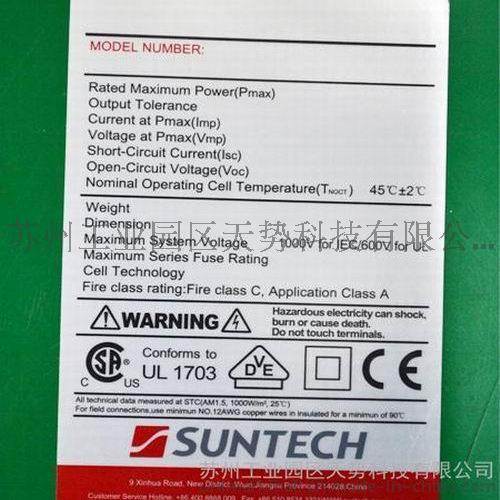 MODEL NUMBER:
Rated Maximum Power(Pmax)
Output Tolerance
Current at Pmax(Imp)
Voltage at Pmax(Vmp)
Short-Circuit Current(Isc)
Open-Circuit Voltage(Voc)
Nominal Operating Cell Temperature(TNOCT) 45℃±2℃
Weight
苏州工业园区天势科技有限公司
Dimension
Maximum System Voltage 1000V for IEC/600V for UL
Maximum Series Fuse Rating
Cell Technology
Fire class rating:Fire class C, Application Class A
WARNING
Hazardous electricity can shock,
burn or cause death.
Do not touch terminals.
SA
C US
Conforms to
UL 1703
DVE
CE
All technical data measured at STC(AM1.5, 1000W/m², 25℃)
For field connections,use minimun NO.12AWG copper wires in insulated for a minimun of 90℃
SUNTECH
9 Xinhua Road, New District, Wuxi Jiangsu Province 214028,China
苏州工业园区天势科技有限公司